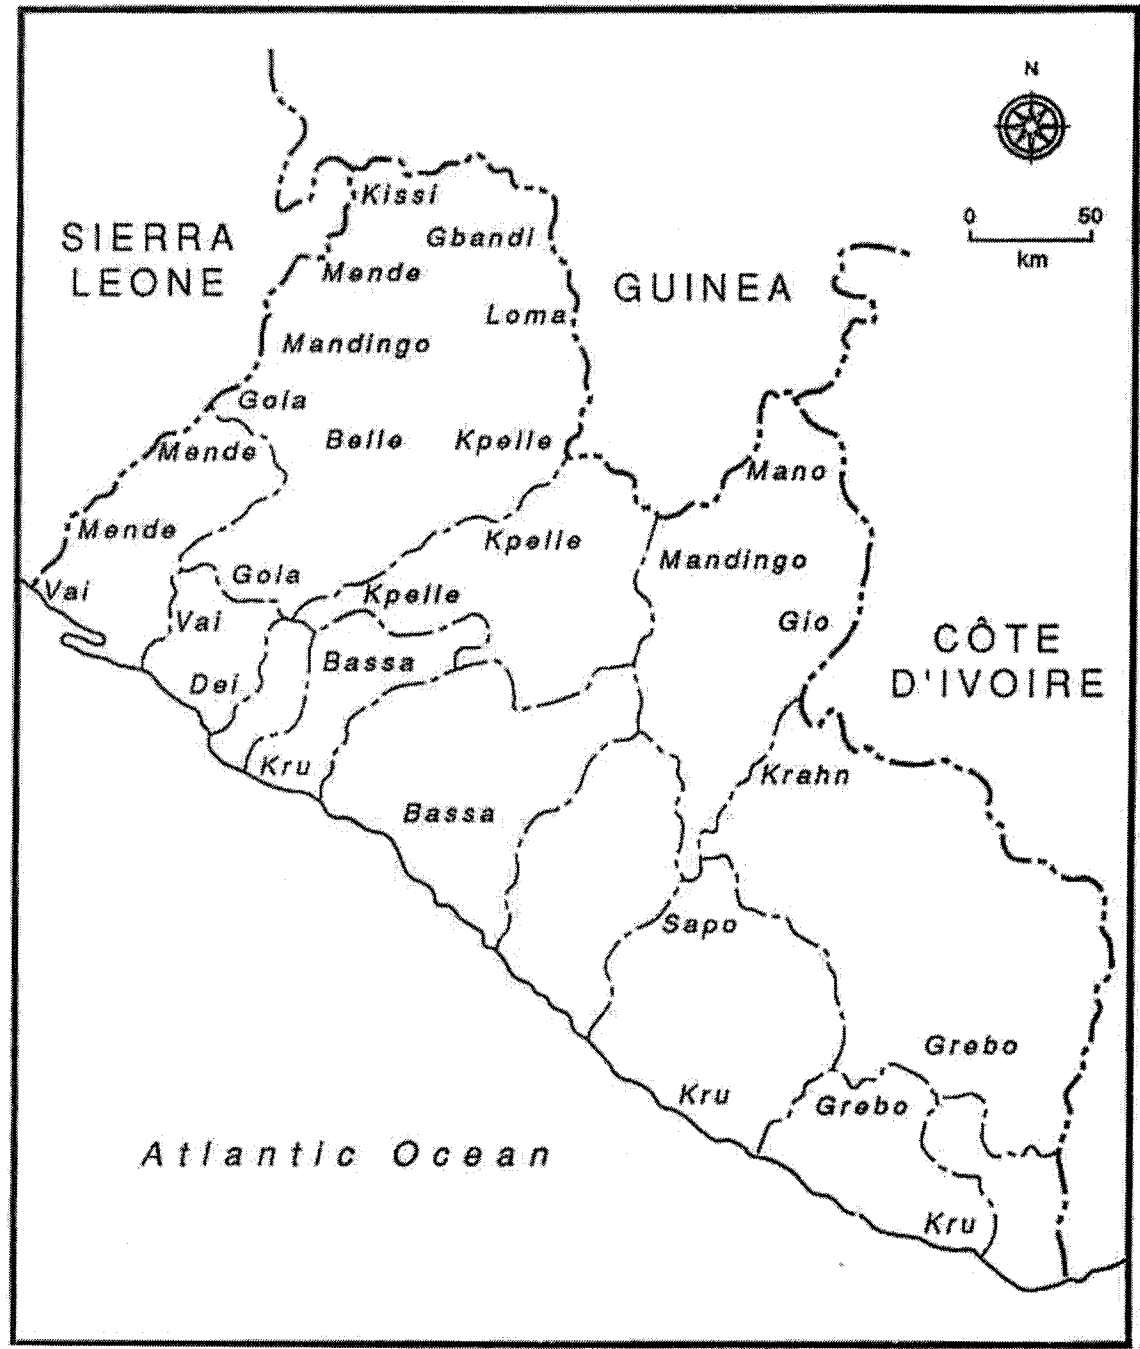 N
0 50
km
Kissi
SIERRA
LEONE
Gbandi
Mende
GUINEA
Loma
Mandingo
Gola
Belle
Kpelle
Mende
Mano
Mende
Kpelle
Mandingo
Gola
Vai
Kpelle
Vai
Gio
CÔTE
D'IVOIRE
Bassa
Dei
Kru
Krahn
Bassa
Sapo
Grebo
Kru
Grebo
Atlantic Ocean
Kru